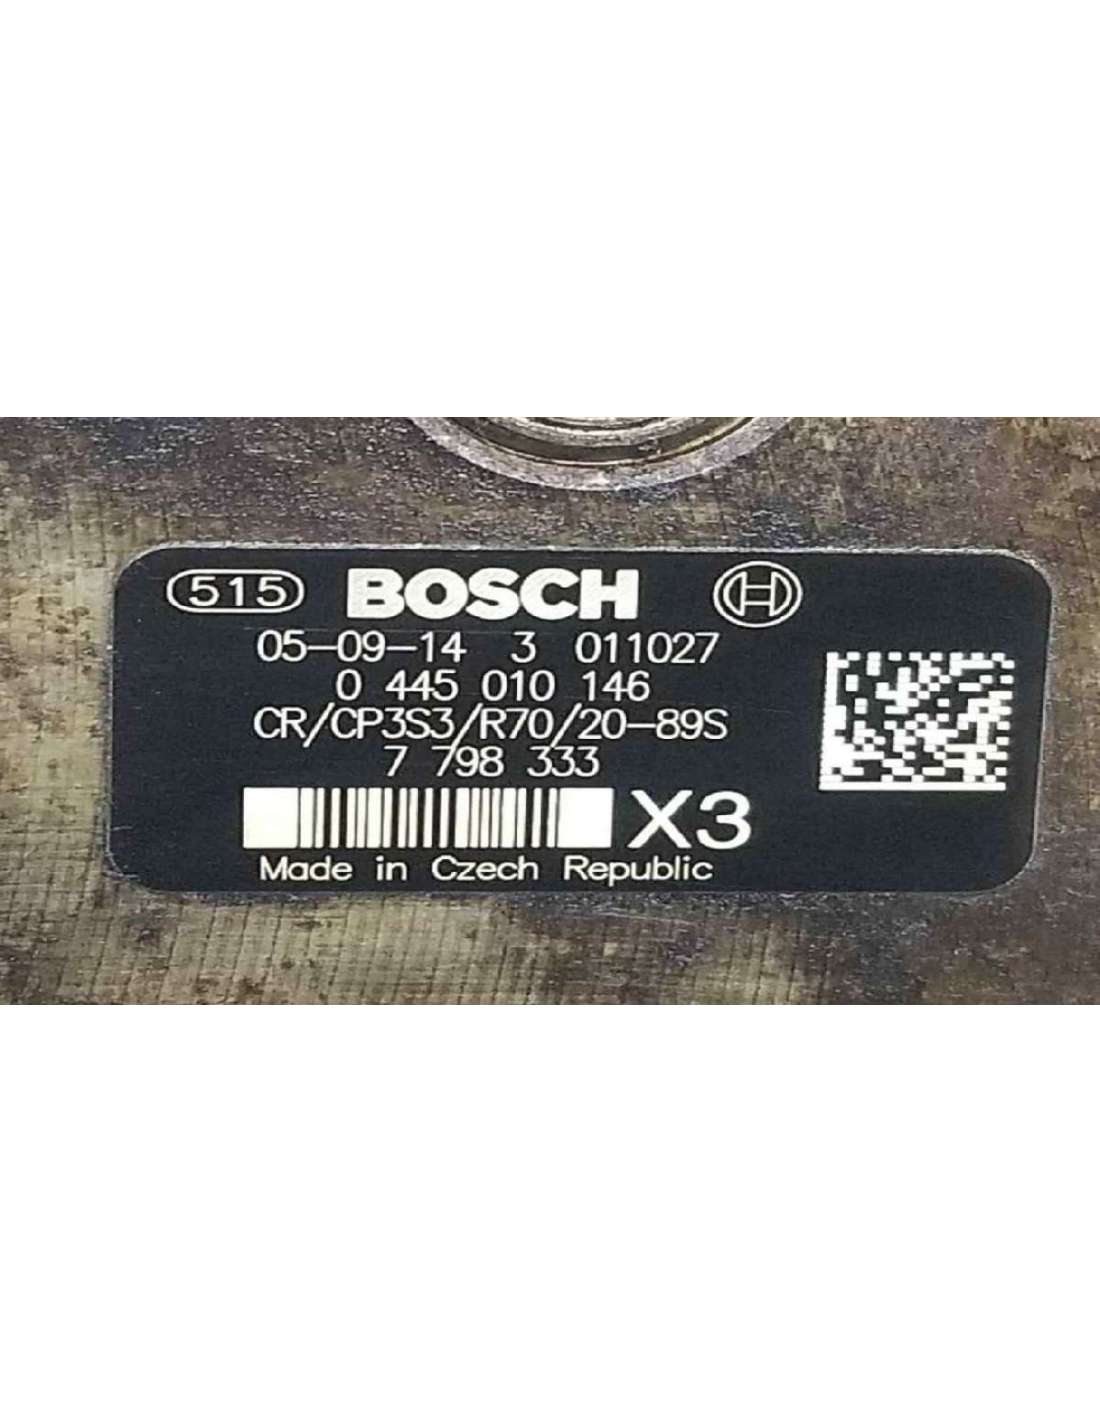 515 BOSCH
05-09-14 3 011027
0 445 010 146
CR/CP3S3/R70/20-89S
7 798 333
X3
Made in Czech Republic